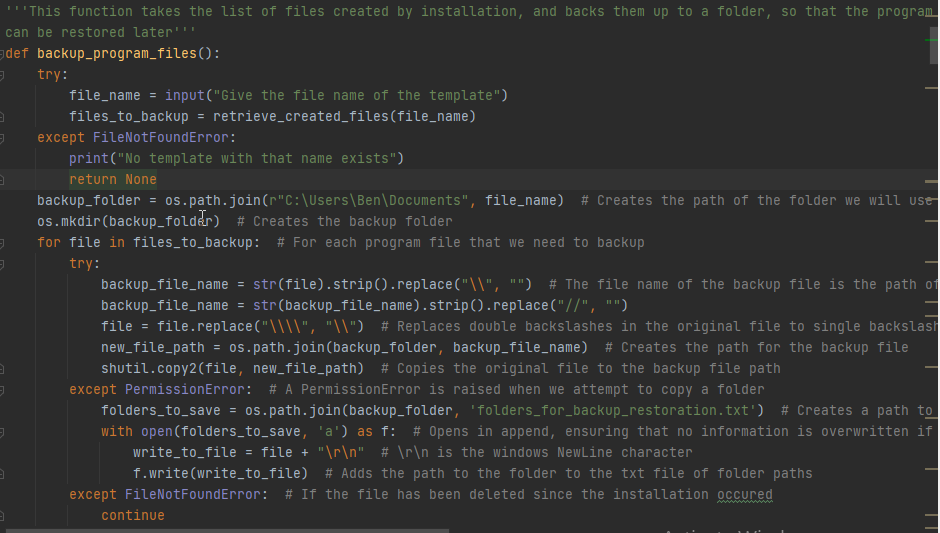 '''This function takes the list of files created by installation, and backs them up to a folder, so that the program
can be restored later'''
def backup_program_files():
    try:
        file_name = input("Give the file name of the template")
        files_to_backup = retrieve_created_files(file_name)
    except FileNotFoundError:
        print("No template with that name exists")
        return None
    backup_folder = os.path.join(r"C:\Users\Ben\Documents", file_name)  # Creates the path of the folder we will use
    os.mkdir(backup_folder)  # Creates the backup folder
    for file in files_to_backup:  # For each program file that we need to backup
        try:
            backup_file_name = str(file).strip().replace("\\", "")  # The file name of the backup file is the path of
            backup_file_name = str(backup_file_name).strip().replace("//", "")
            file = file.replace("\\\\", "\\")  # Replaces double backslashes in the original file to single backslash
            new_file_path = os.path.join(backup_folder, backup_file_name)  # Creates the path for the backup file
            shutil.copy2(file, new_file_path)  # Copies the original file to the backup file path
        except PermissionError:  # A PermissionError is raised when we attempt to copy a folder
            folders_to_save = os.path.join(backup_folder, 'folders_for_backup_restoration.txt')  # Creates a path to
            with open(folders_to_save, 'a') as f:  # Opens in append, ensuring that no information is overwritten if
                write_to_file = file + "\r\n"  # \r\n is the windows NewLine character
                f.write(write_to_file)  # Adds the path to the folder to the txt file of folder paths
        except FileNotFoundError:  # If the file has been deleted since the installation occured
            continue